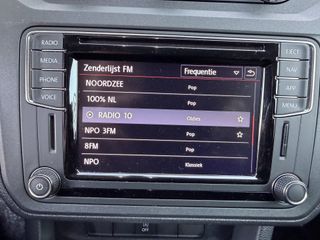 RADIO
MEDIA
PHONE
VOICE
Zenderlijst FM
Frequentie
NOORDZEE Pop
100% NL Pop
RADIO 10 Oldies
NPO 3FM Pop
8FM Pop
NPO Klassiek
EJECT
NAV
APP
MENU